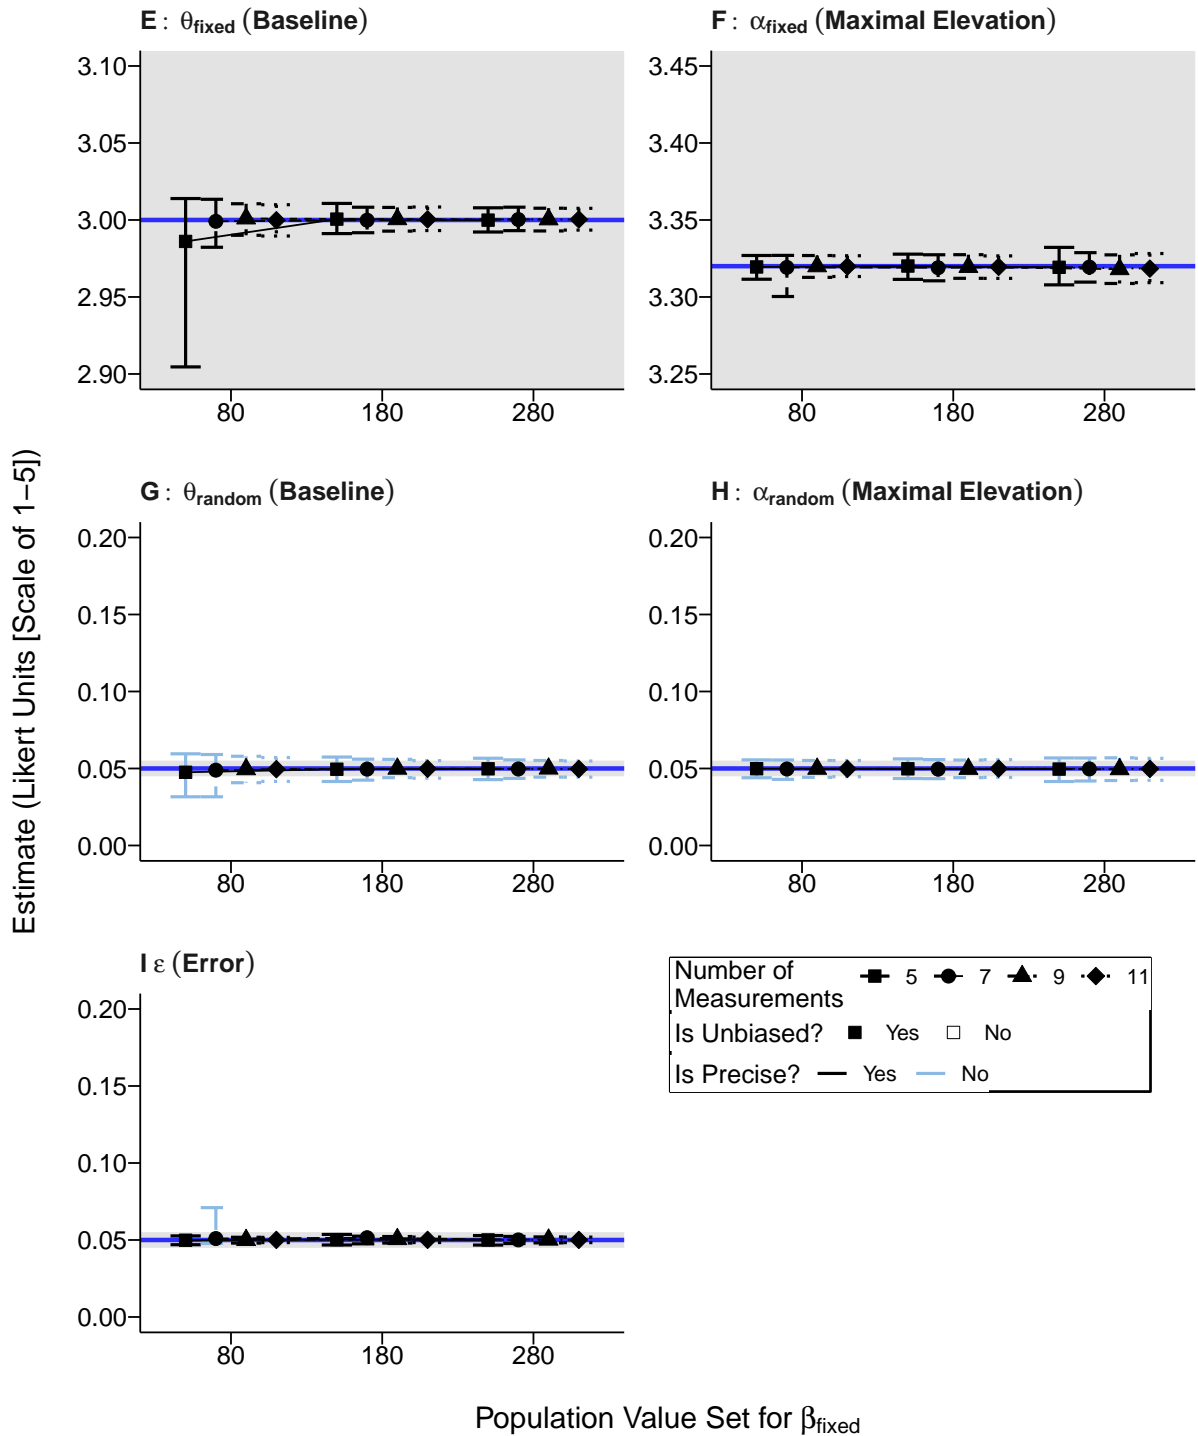 E : θfixed (Baseline)
3.10
3.05
3.00
2.95
2.90
80 180 280
F : αfixed (Maximal Elevation)
3.45
3.40
3.35
3.30
3.25
80 180 280
Estimate (Likert Units [Scale of 1−5])
G : θrandom (Baseline)
0.20
0.15
0.10
0.05
0.00
80 180 280
H : αrandom (Maximal Elevation)
0.20
0.15
0.10
0.05
0.00
80 180 280
I ε (Error)
0.20
0.15
0.10
0.05
0.00
80 180 280
Number of
Measurements 5 7 9 11
Is Unbiased? Yes No
Is Precise? Yes No
Population Value Set for βfixed